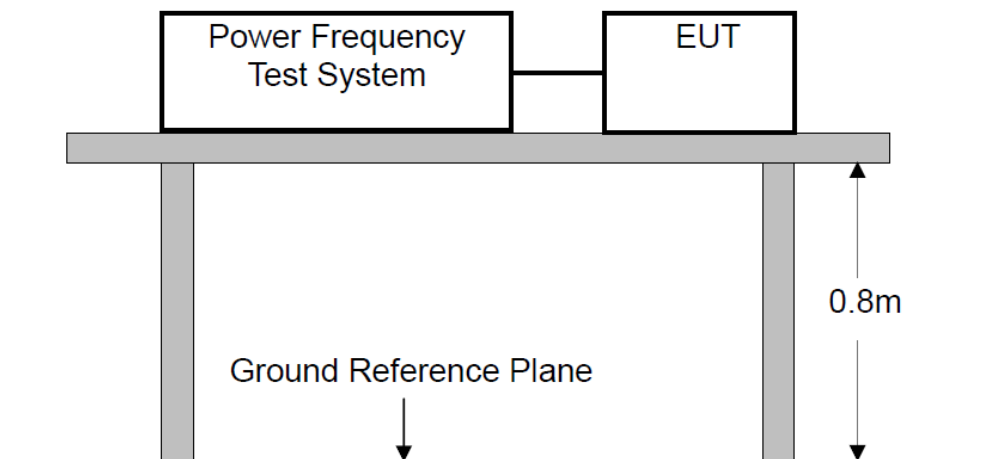 Power Frequency
Test System
EUT
0.8m
Ground Reference Plane